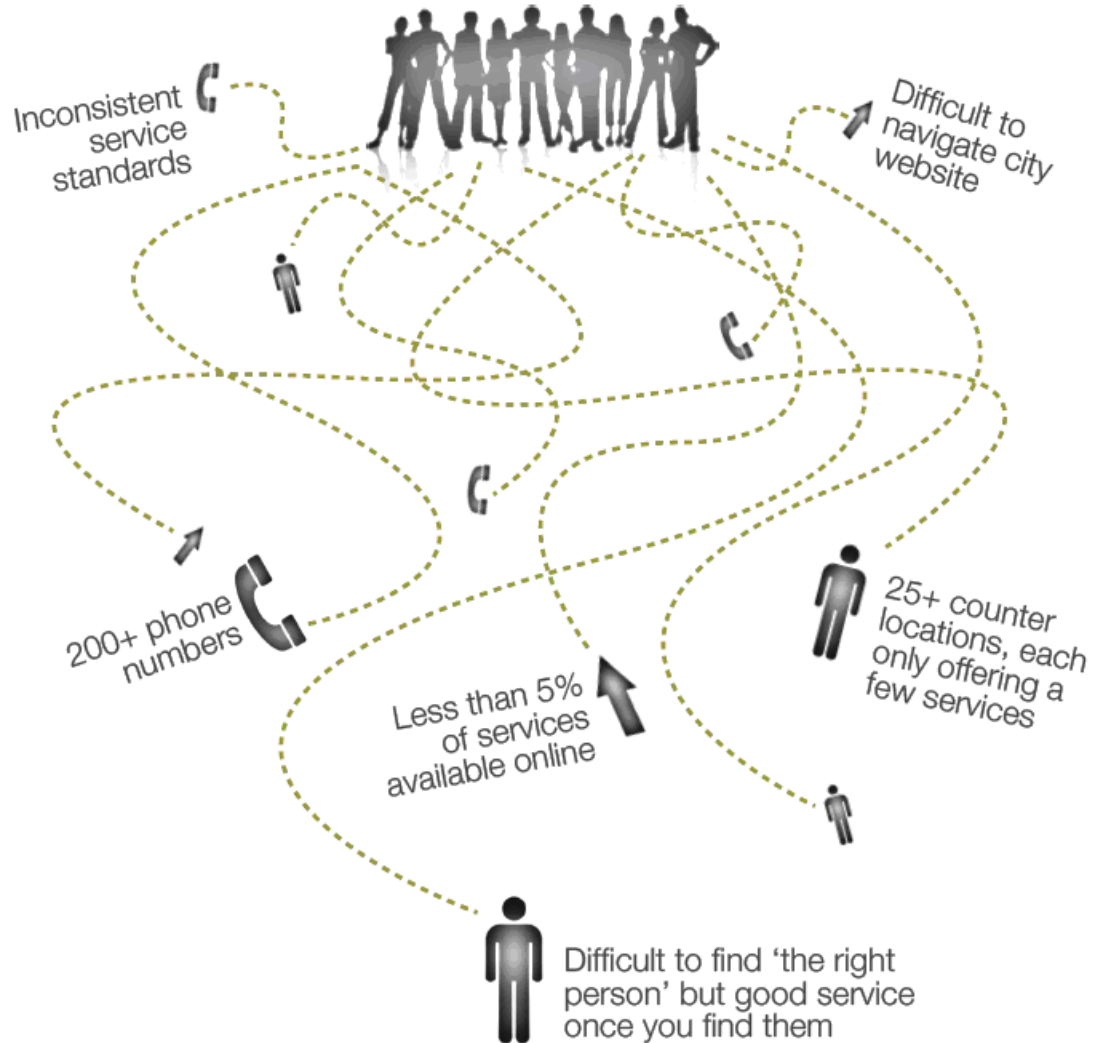 Inconsistent
service
standards
Difficult to
navigate city
website
200+ phone
numbers
Less than 5%
of services
available online
25+ counter
locations, each
only offering a
few services
Difficult to find ‘the right
person’ but good service
once you find them